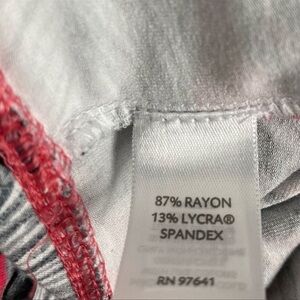 87% RAYON
13% LYCRA®
SPANDEX
RN 97641